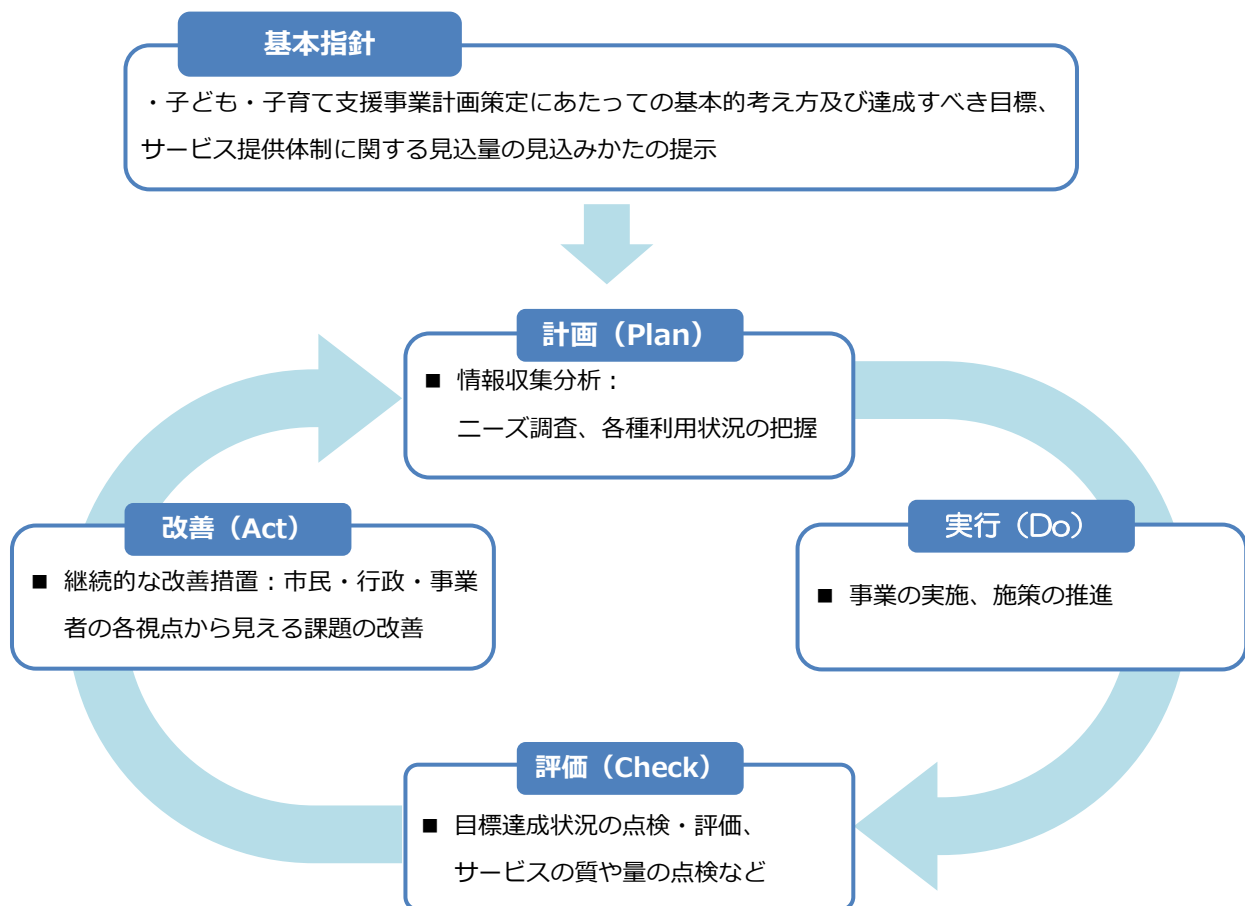 基本指針
・子ども・子育て支援事業計画策定にあたっての基本的考え方及び達成すべき目標、
サービス提供体制に関する見込量の見込みかたの提示
計画（Plan）
■ 情報収集分析：
ニーズ調査、各種利用状況の把握
改善（Act）
■ 継続的な改善措置：市民・行政・事業
者の各視点から見える課題の改善
実行（Do）
■ 事業の実施、施策の推進
評価（Check）
■ 目標達成状況の点検・評価、
サービスの質や量の点検など